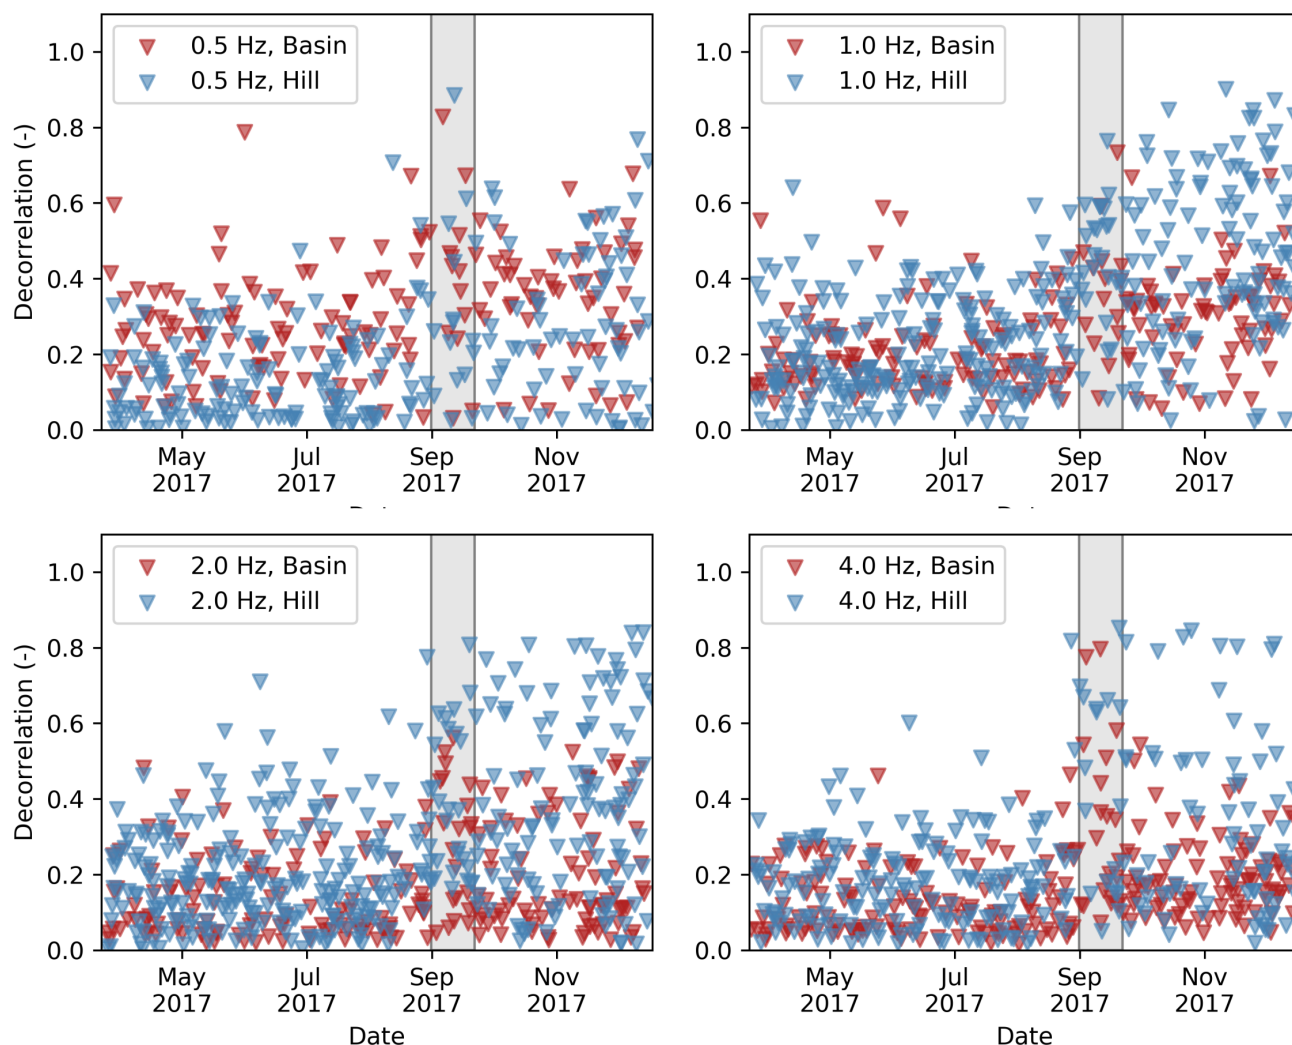 0.5 Hz, Basin
0.5 Hz, Hill
Decorrelation (-)
1.0
0.8
0.6
0.4
0.2
0.0
May
2017
Jul
2017
Sep
2017
Nov
2017
Date
1.0 Hz, Basin
1.0 Hz, Hill
1.0
0.8
0.6
0.4
0.2
0.0
May
2017
Jul
2017
Sep
2017
Nov
2017
Date
2.0 Hz, Basin
2.0 Hz, Hill
Decorrelation (-)
1.0
0.8
0.6
0.4
0.2
0.0
May
2017
Jul
2017
Sep
2017
Nov
2017
Date
4.0 Hz, Basin
4.0 Hz, Hill
1.0
0.8
0.6
0.4
0.2
0.0
May
2017
Jul
2017
Sep
2017
Nov
2017
Date